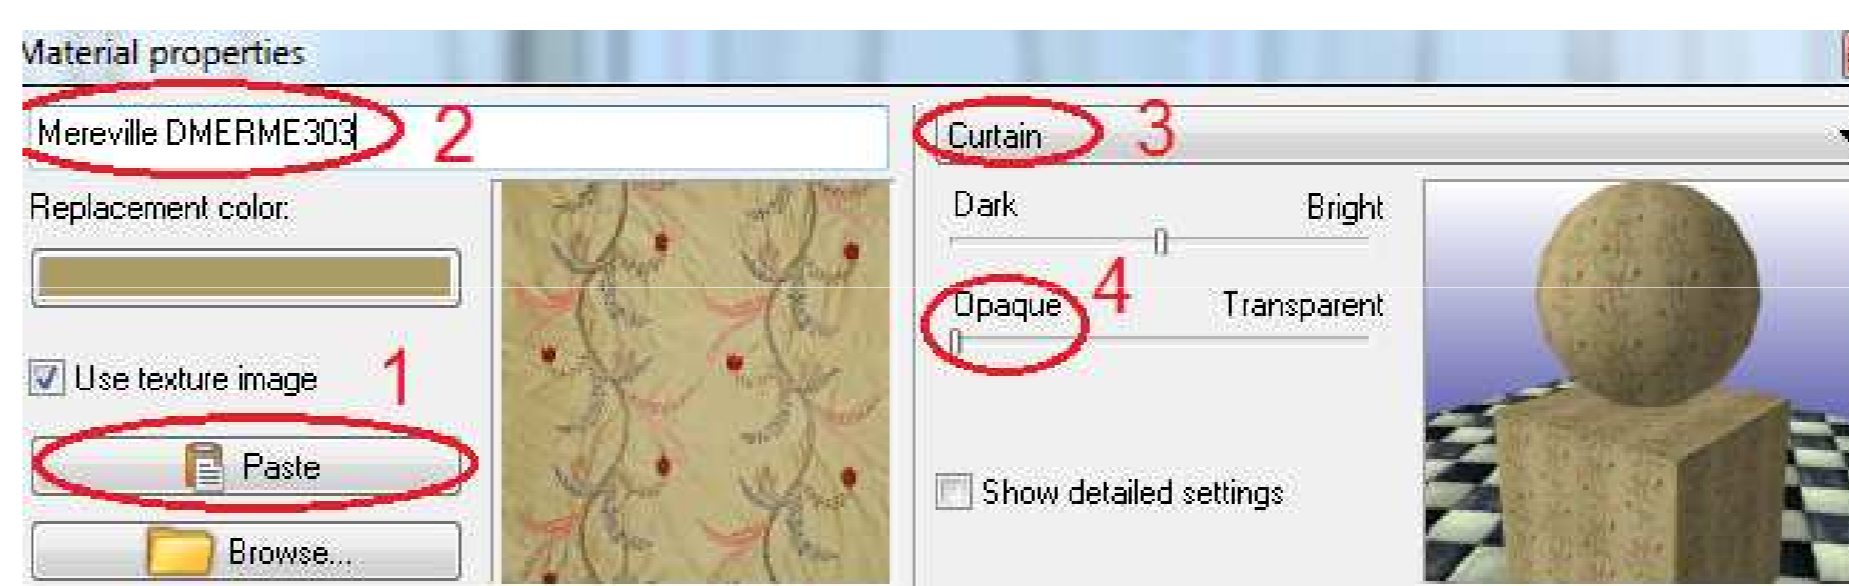 Material properties
Mereville DMERME303
2
Replacement color:
1
Use texture image
Paste
Browse...
Curtain
3
Dark
Bright
4
Opaque
Transparent
Show detailed settings